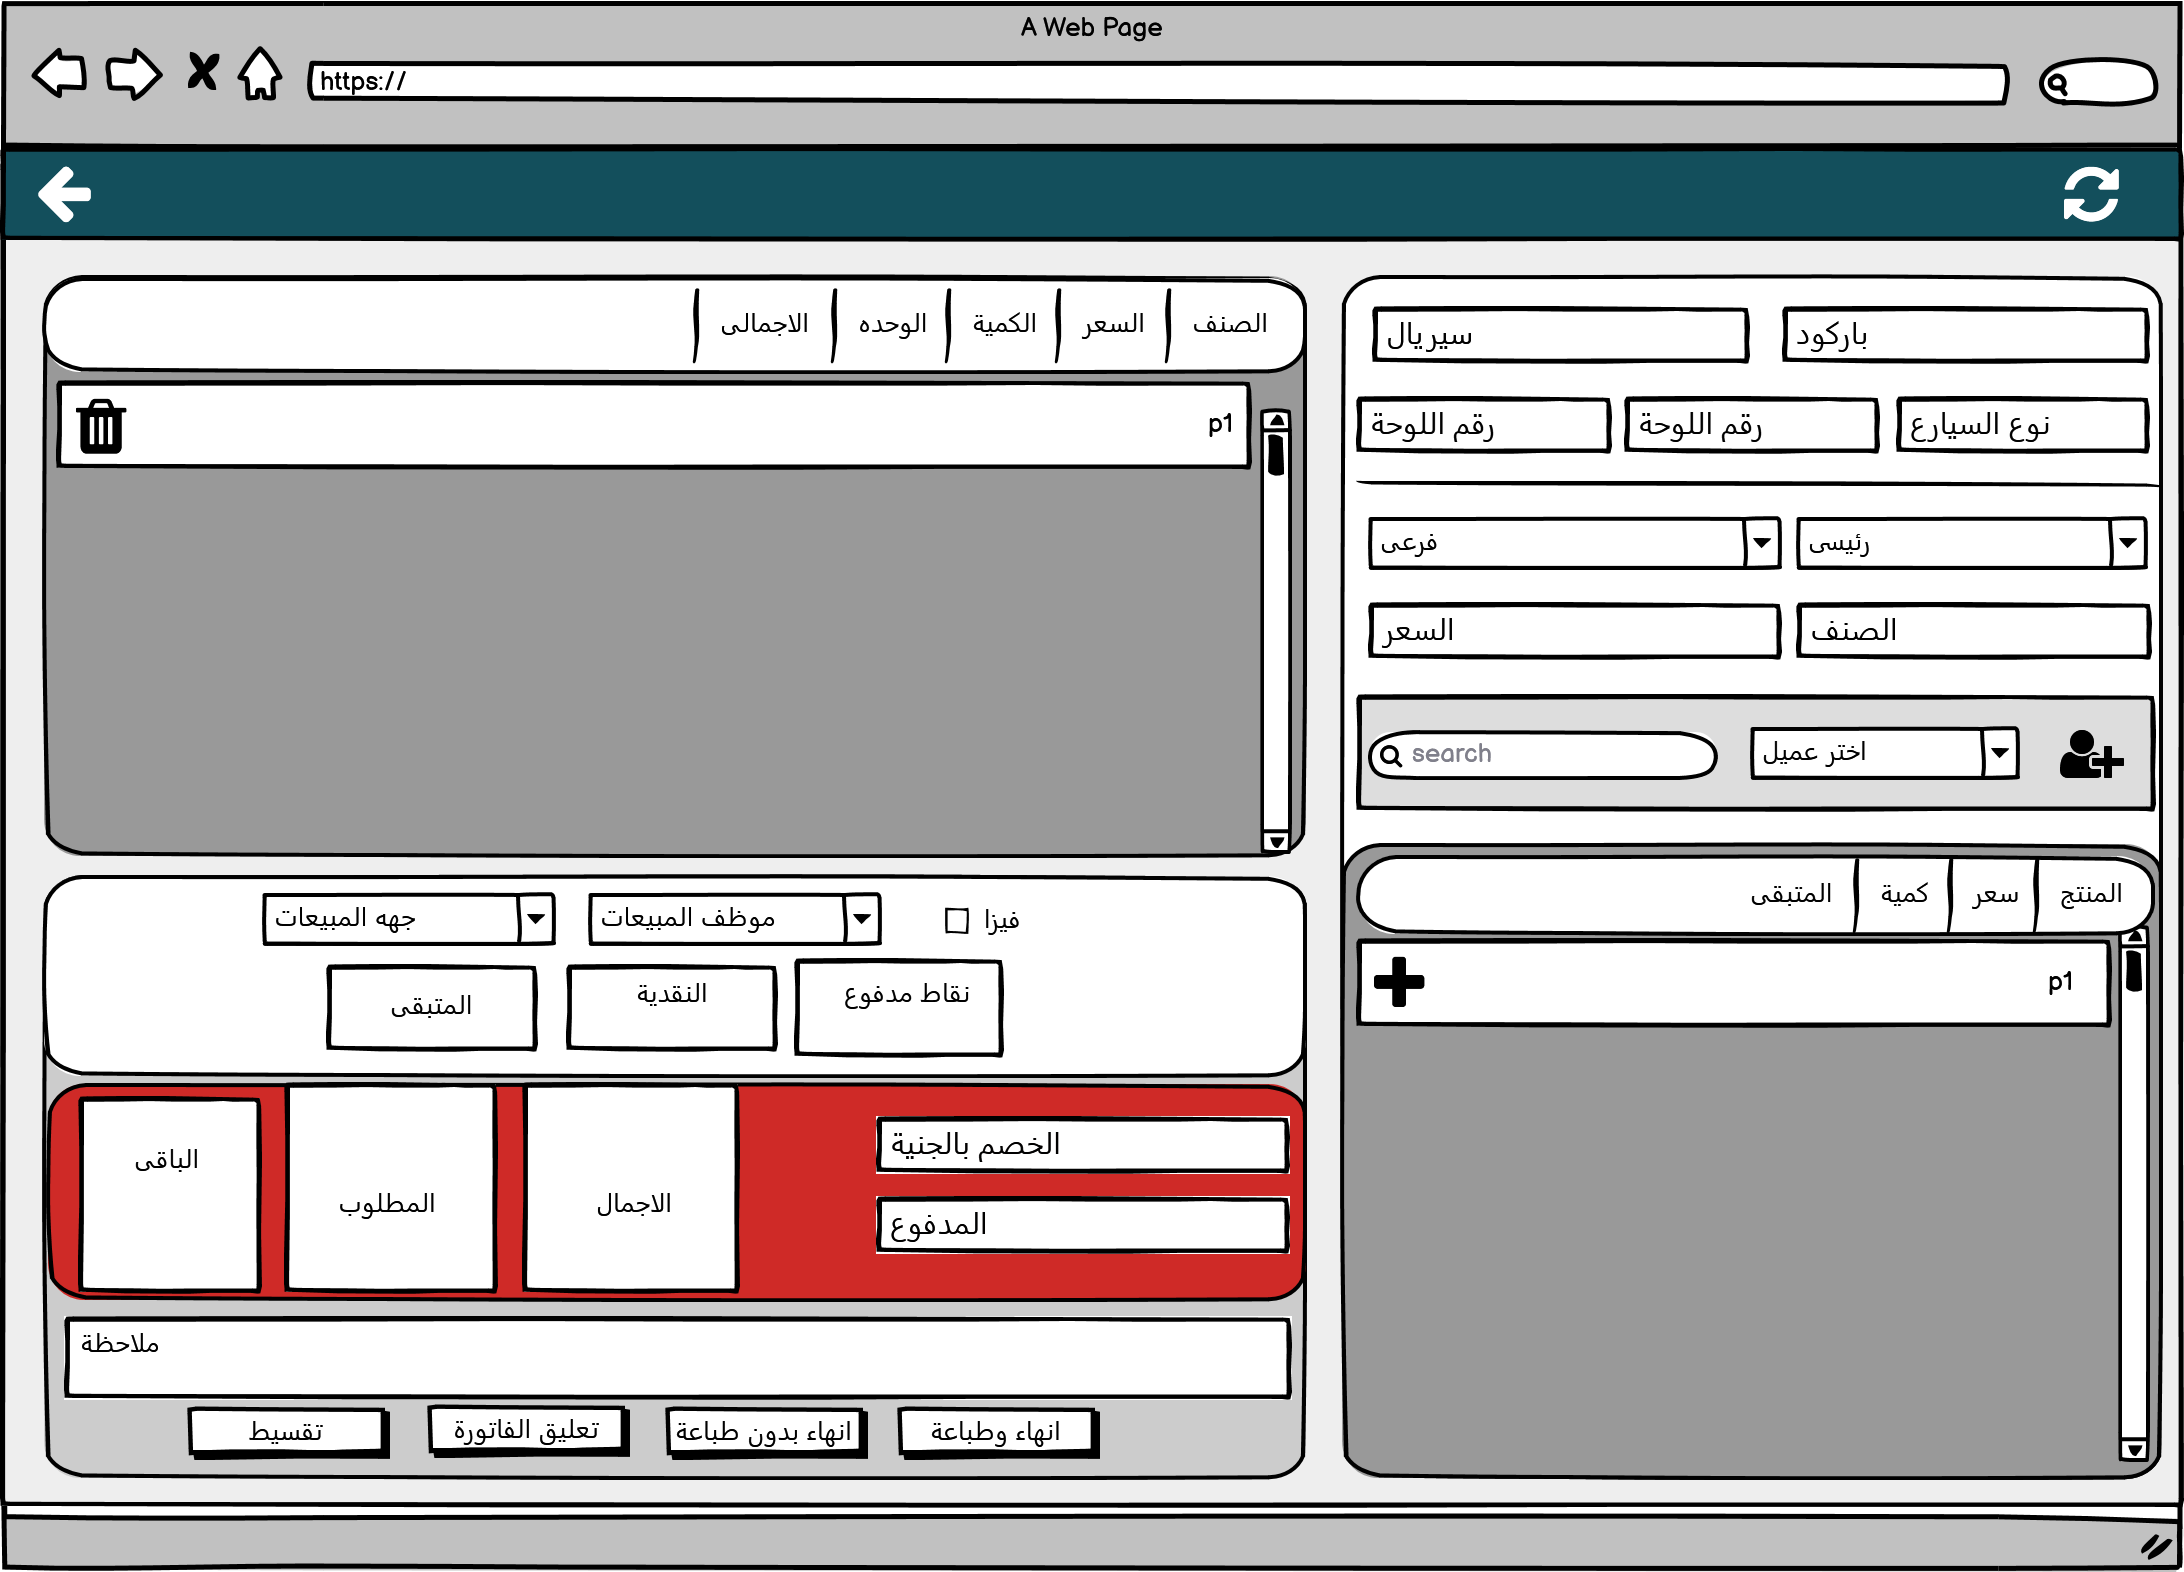 A Web Page
https://
باركود
سيريال
نوع السيارع
رقم اللوحة
رقم اللوحة
رئيسى
فرعى
الصنف
السعر
اختر عميل
search
المنتج
سعر
كمية
المتبقى
p1
الصنف
السعر
الكمية
الوحده
الاجمالى
p1
فيزا
موظف المبيعات
جهه المبيعات
نقاط مدفوع
النقدية
المتبقى
الخصم بالجنية
المدفوع
الاجمال
المطلوب
الباقى
ملاحظة
انهاء وطباعة
انهاء بدون طباعة
تعليق الفاتورة
تقسيط